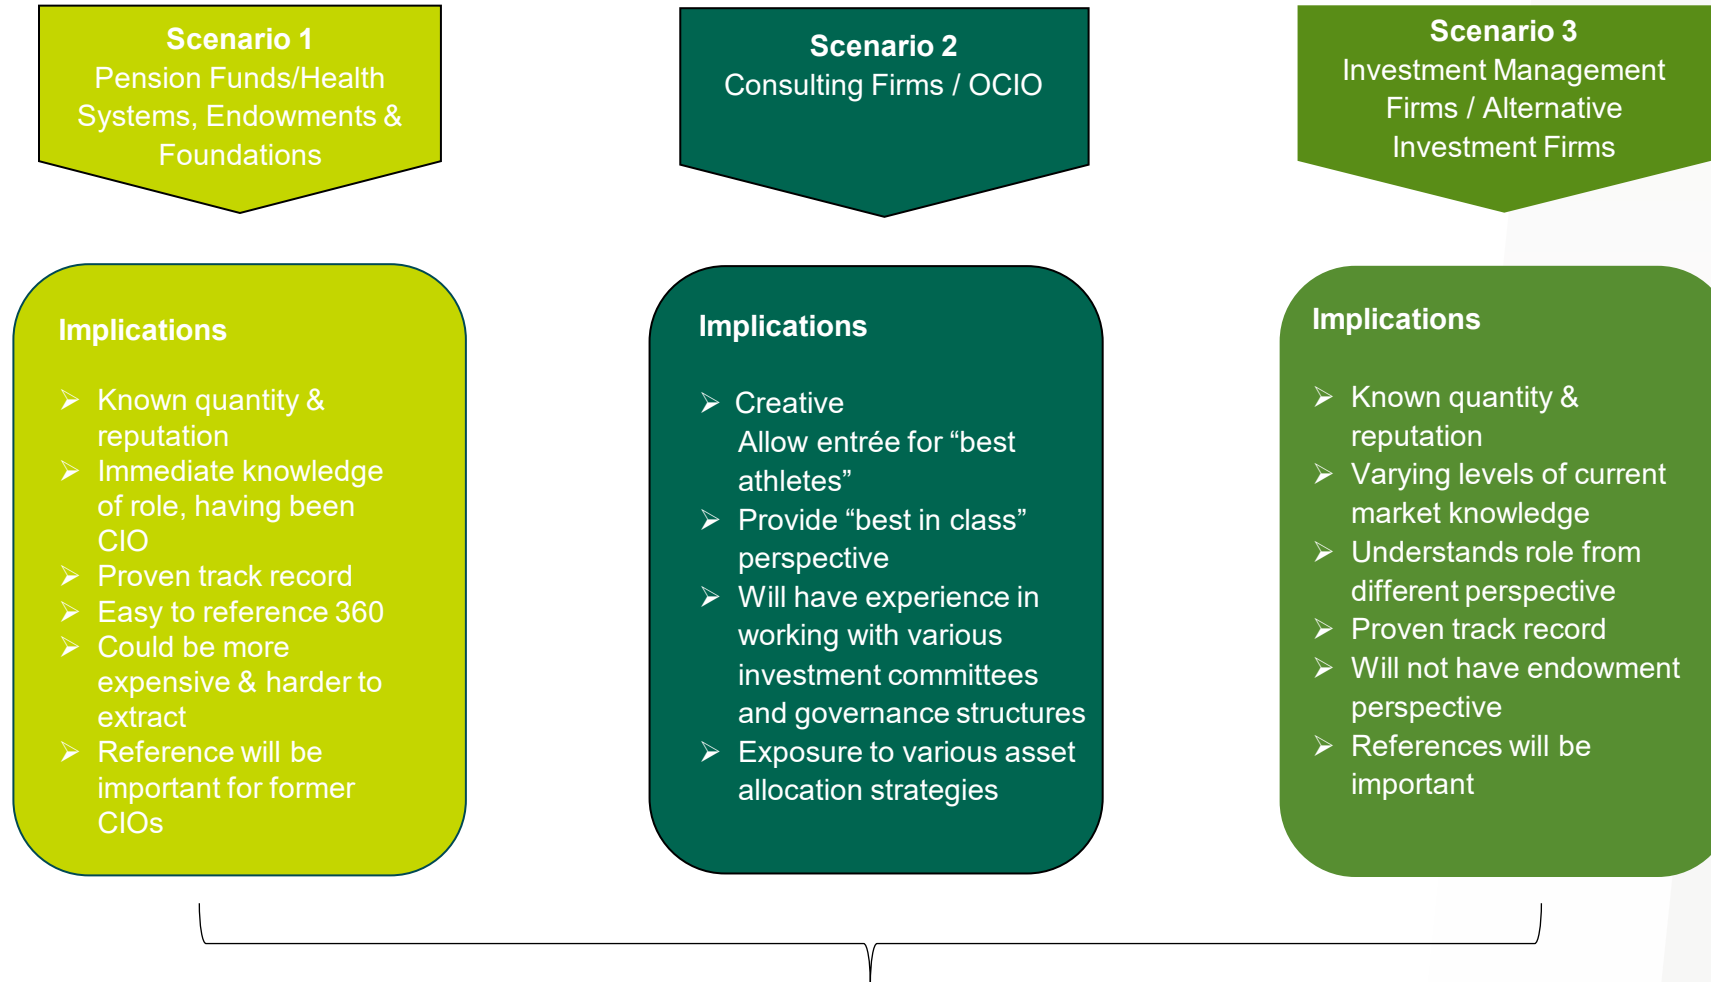 Scenario 1
Pension Funds/Health
Systems, Endowments &
Foundations
Scenario 2
Consulting Firms / OCIO
Scenario 3
Investment Management
Firms / Alternative
Investment Firms
Implications
➢ Known quantity &
reputation
➢ Immediate knowledge
of role, having been
CIO
➢ Proven track record
➢ Easy to reference 360
➢ Could be more
expensive & harder to
extract
➢ Reference will be
important for former
CIOs
Implications
➢ Creative
Allow entrée for “best
athletes”
➢ Provide “best in class”
perspective
➢ Will have experience in
working with various
investment committees
and governance structures
➢ Exposure to various asset
allocation strategies
Implications
➢ Known quantity &
reputation
➢ Varying levels of current
market knowledge
➢ Understands role from
different perspective
➢ Proven track record
➢ Will not have endowment
perspective
➢ References will be
important